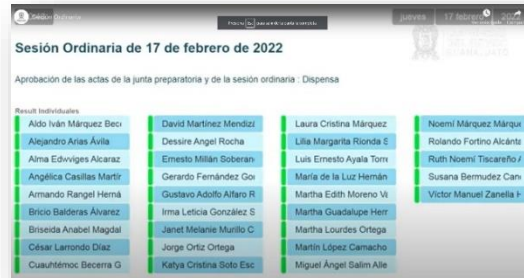 Sesión Ordinaria
jueves 17 febrero 2022
Sesión Ordinaria de 17 de febrero de 2022
Aprobación de las actas de la junta preparatoria y de la sesión ordinaria : Dispensa
Result Individuales
Aldo Iván Márquez Bece
Alejandro Arias Ávila
Alma Edwviges Alcaraz
Angélica Casillas Martír
Armando Rangel Herná
Bricio Balderas Álvarez
Briseida Anabel Magdal
César Larrondo Díaz
Cuauhtémoc Becerra G
David Martínez Mendizá
Dessire Angel Rocha
Ernesto Millán Soberan
Gerardo Fernández Go
Gustavo Adolfo Alfaro R
Irma Leticia González S
Janet Melanie Murillo C
Jorge Ortiz Ortega
Katya Cristina Soto Esc
Laura Cristina Márquez
Lilia Margarita Rionda S
Luis Ernesto Ayala Torre
María de la Luz Hernán
Martha Edith Moreno Va
Martha Guadalupe Herr
Martha Lourdes Ortega
Martín López Camacho
Miguel Ángel Salim Alle
Noemí Márquez Márque
Rolando Fortino Alcánta
Ruth Noemí Tiscareño A
Susana Bermudez Cano
Víctor Manuel Zanella H